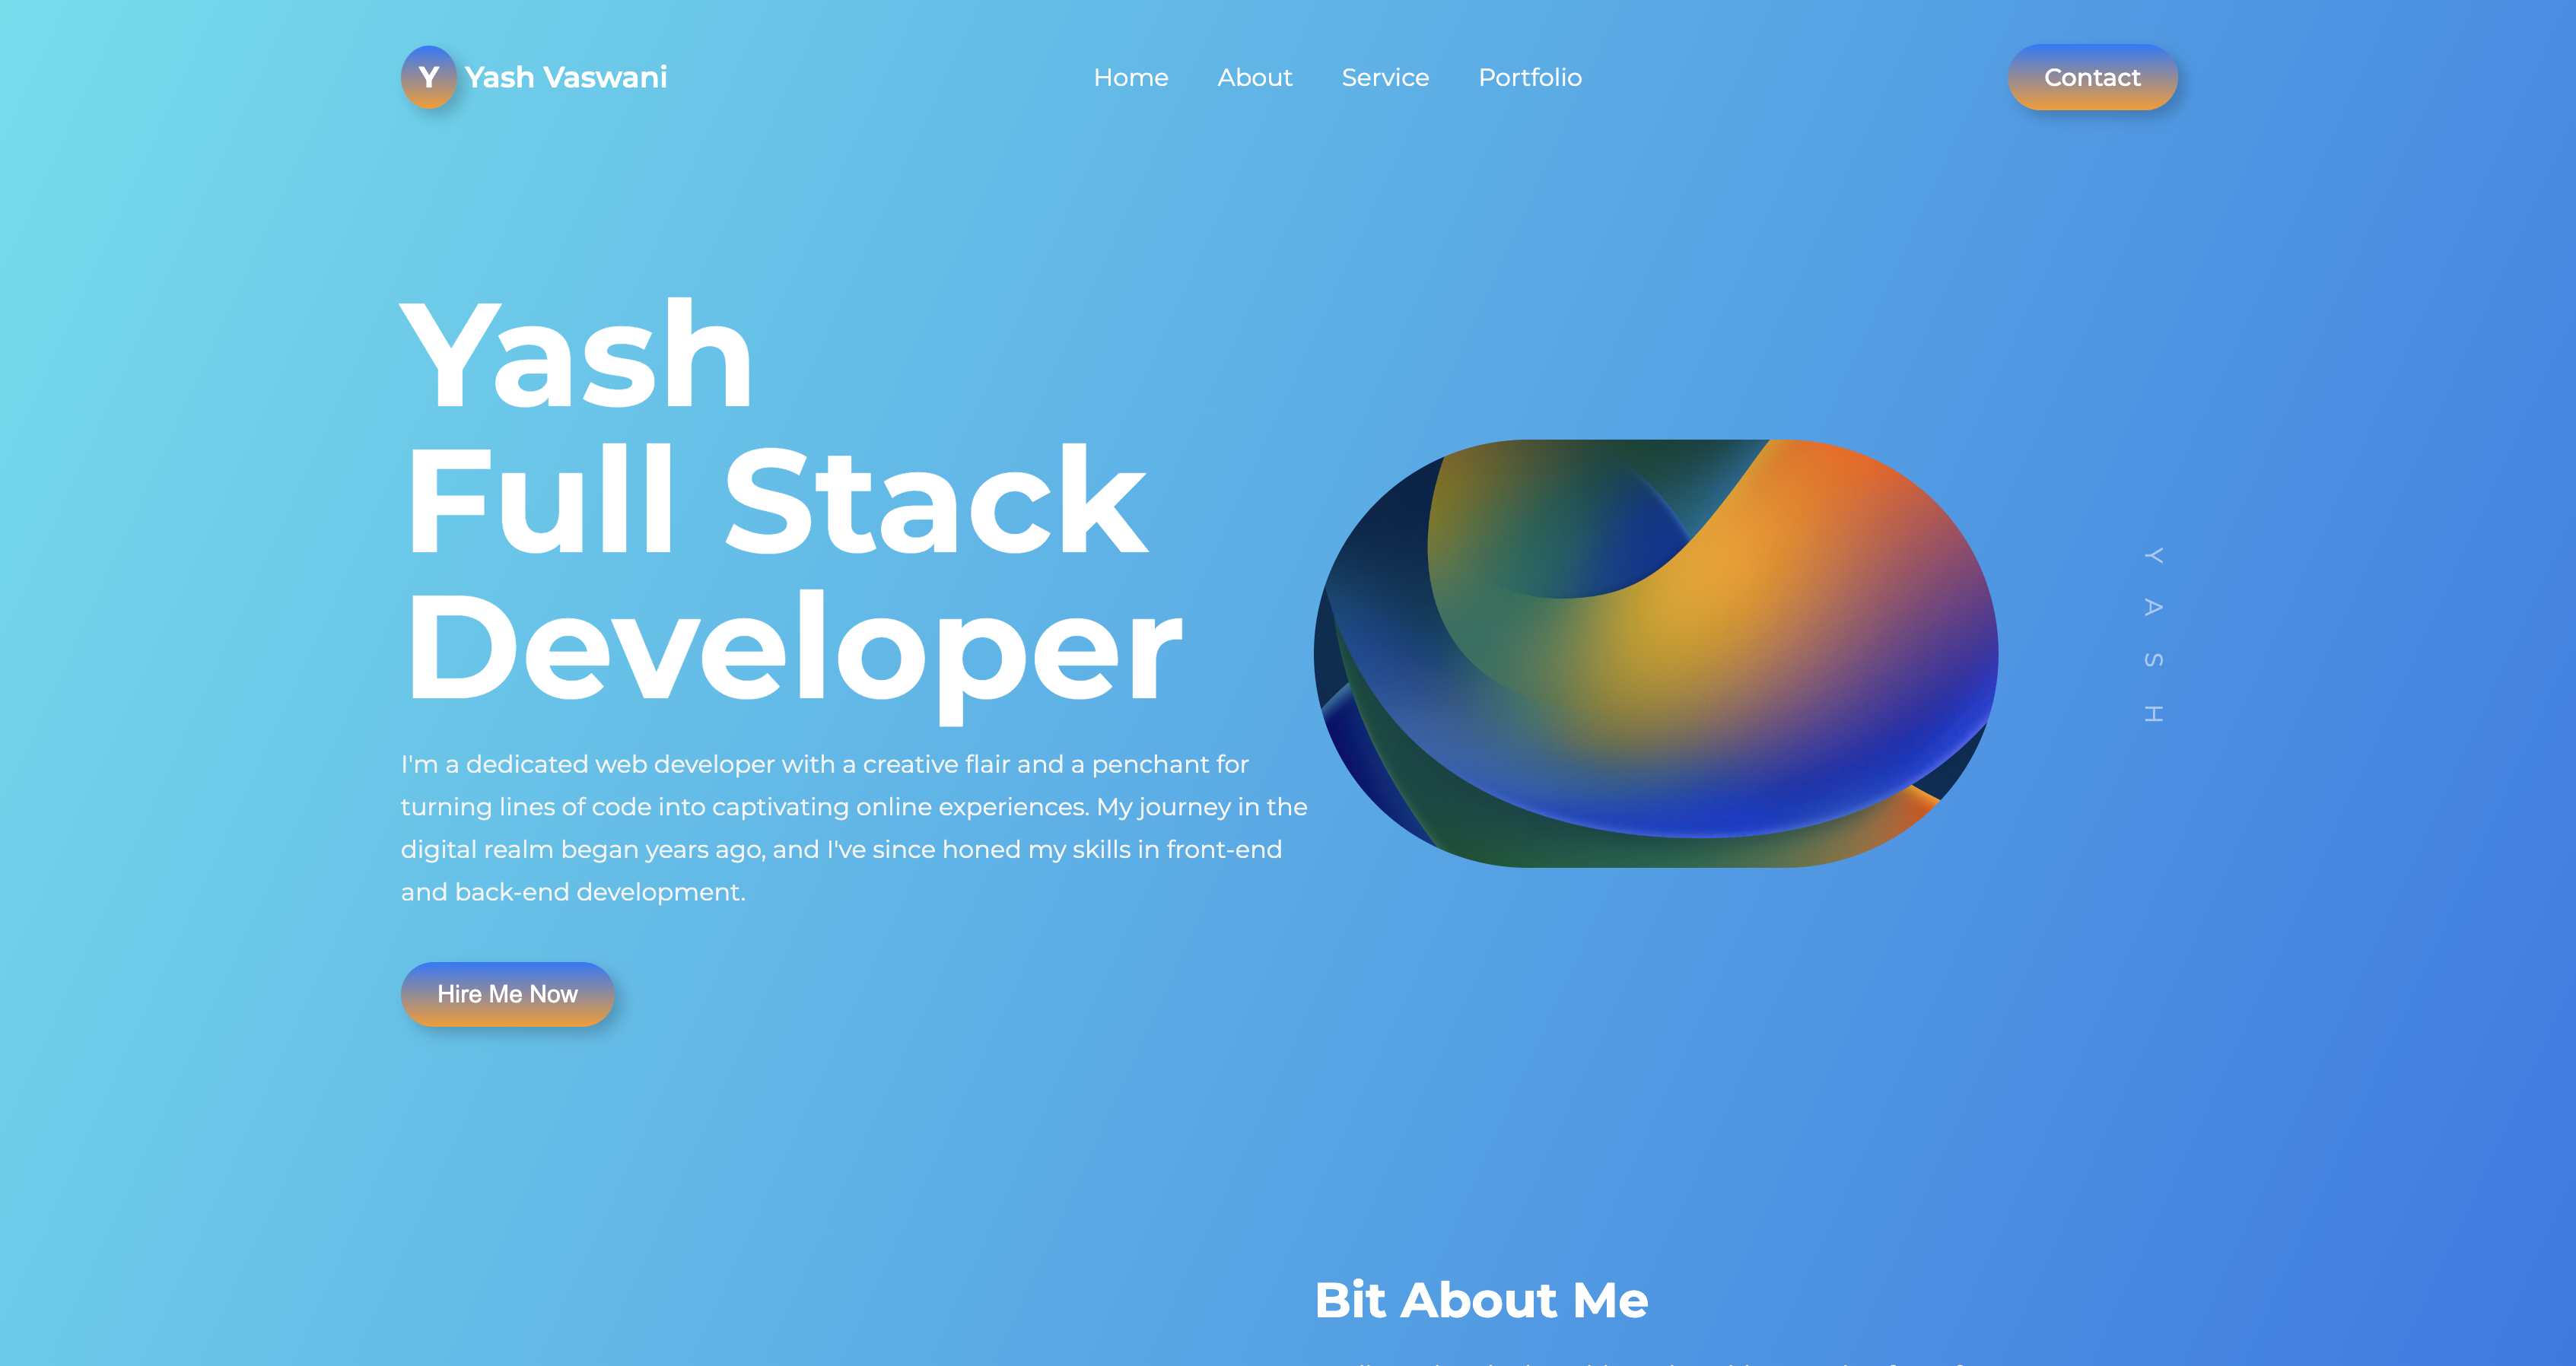 Y Yash Vaswani
Home About Service Portfolio
Contact
Yash
Full Stack
Developer
I'm a dedicated web developer with a creative flair and a penchant for
turning lines of code into captivating online experiences. My journey in the
digital realm began years ago, and I've since honed my skills in front-end
and back-end development.
Hire Me Now
Y A S H
Bit About Me